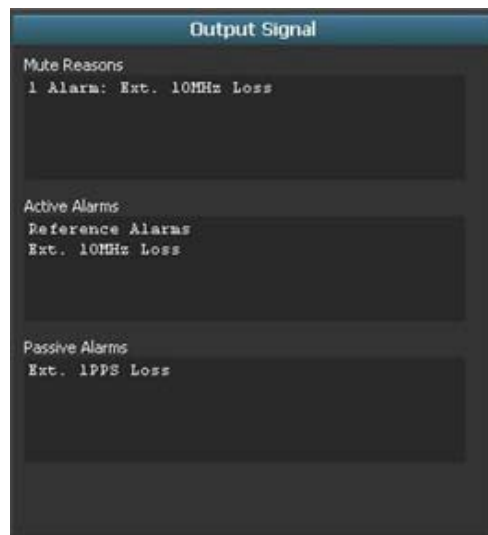 Output Signal
Mute Reasons
1 Alarm: Ext. 10MHz Loss
Active Alarms
Reference Alarms
Ext. 10MHz Loss
Passive Alarms
Ext. 1PPS Loss